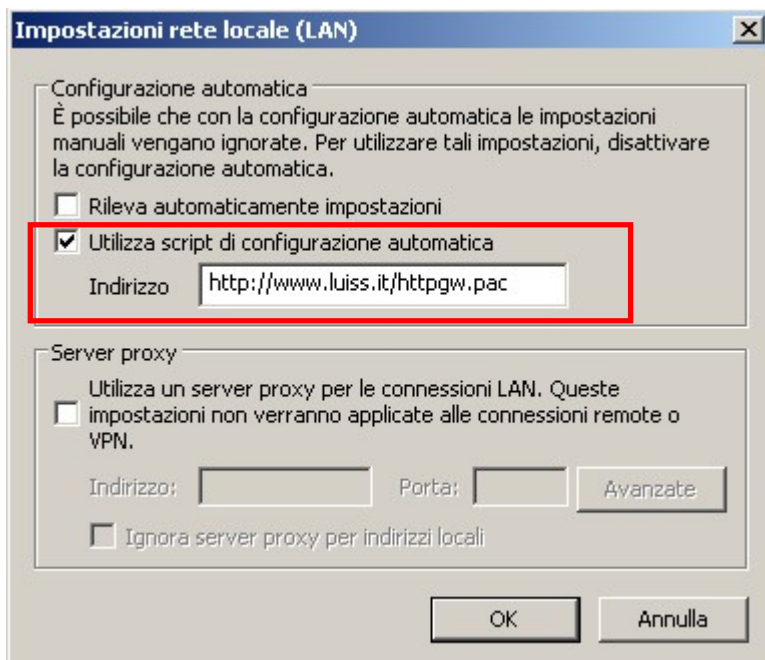 Impostazioni rete locale (LAN)
Configurazione automatica
È possibile che con la configurazione automatica le impostazioni
manuali vengano ignorate. Per utilizzare tali impostazioni, disattivare
la configurazione automatica.
Rileva automaticamente impostazioni
Utilizza script di configurazione automatica
Indirizzo http://www.luiss.it/httpgw.pac
Server proxy
Utilizza un server proxy per le connessioni LAN. Queste
impostazioni non verranno applicate alle connessioni remote o
VPN.
Indirizzo: Porta: Avanzate
Ignora server proxy per indirizzi locali
OK Annulla